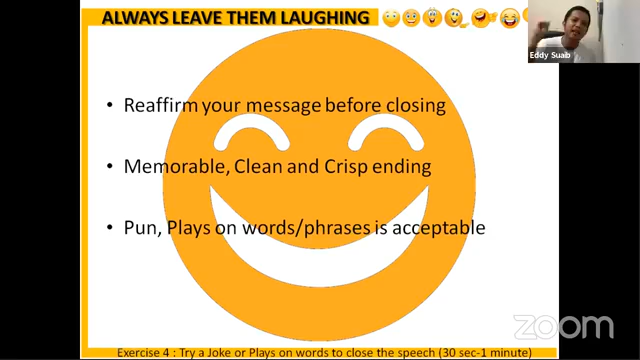 ALWAYS LEAVE THEM LAUGHING
Eddy Suaib
• Reaffirm your message before closing
• Memorable, Clean and Crisp ending
• Pun, Plays on words/phrases is acceptable
zoom
Exercise 4 : Try a Joke or Plays on words to close the speech (30 sec-1 minute)